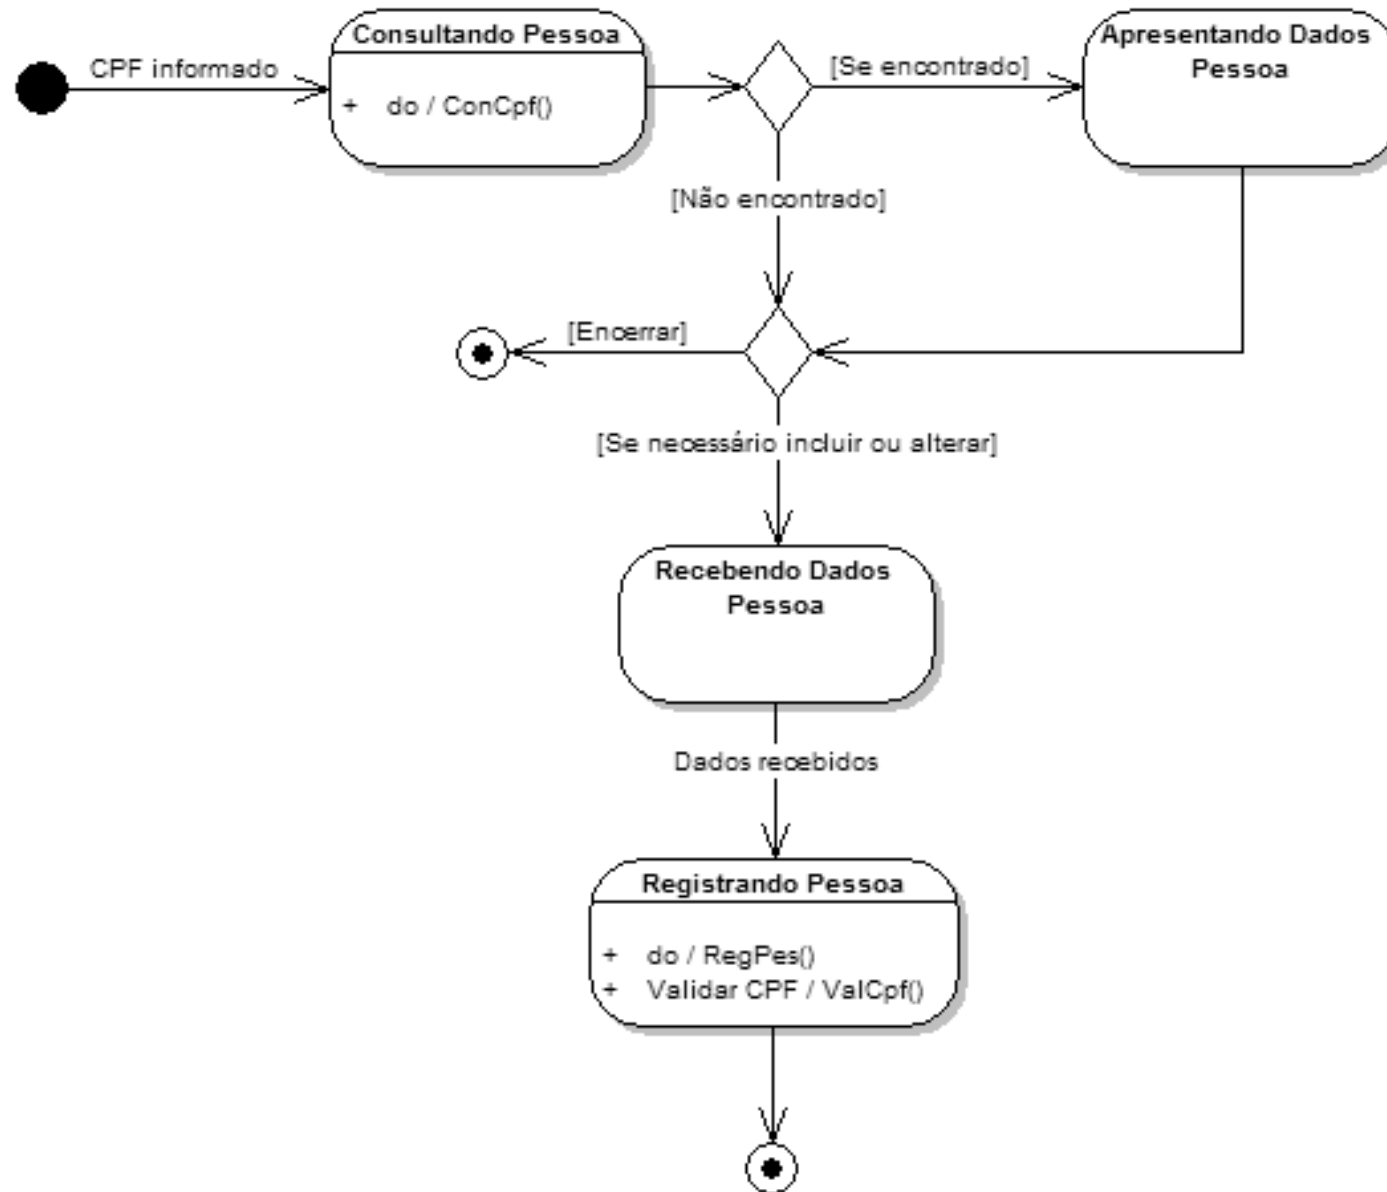 Consultando Pessoa
+ do / ConCpf()
CPF informado
[Se encontrado]
Apresentando Dados
Pessoa
[Não encontrado]
[Encerrar]
[Se necessário incluir ou alterar]
Recebendo Dados
Pessoa
Dados recebidos
Registrando Pessoa
+ do / RegPes()
+ Validar CPF / ValCpf()